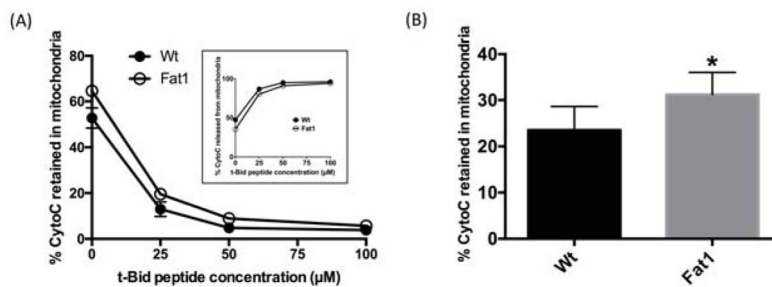 (A)
80
60
40
20
0
% CytoC retained in mitochondria
Wt
Fat1
0
25
50
75
100
t-Bid peptide concentration (μM)
% CytoC released from mitochondria
100
50
0
Wt
Fat1
0
25
50
75
100
t-Bid peptide concentration (μM)
(B)
% CytoC retained in mitochondria
40
30
20
10
0
*
Wt
Fat1